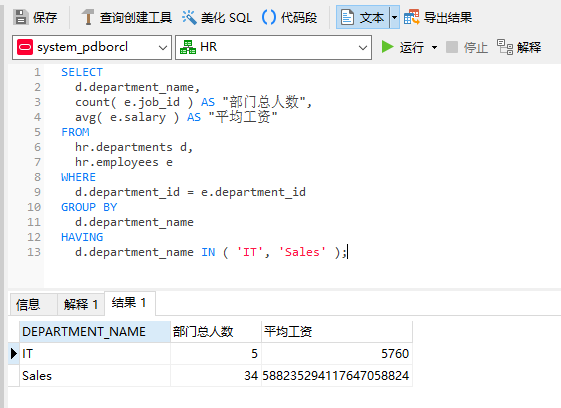 保存 查询创建工具 美化 SQL () 代码段 文本 导出结果
system_pdborcl HR 运行 停止 解释
1 SELECT
2 d.department_name,
3 count( e.job_id ) AS "部门总人数",
4 avg( e.salary ) AS "平均工资"
5 FROM
6 hr.departments d,
7 hr.employees e
8 WHERE
9 d.department_id = e.department_id
10 GROUP BY
11 d.department_name
12 HAVING
13 d.department_name IN ( 'IT', 'Sales' );
信息 解释 1 结果 1
DEPARTMENT_NAME 部门总人数 平均工资
IT 5 5760
Sales 34 588235294117647058824